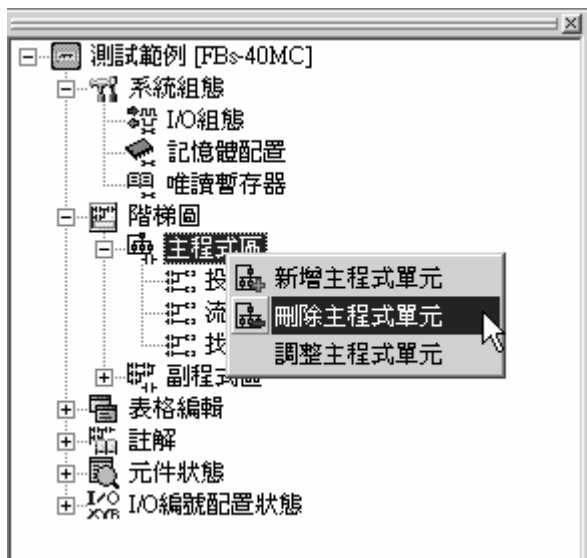 測試範例 [FBs-40MC]
系統組態
I/O組態
記憶體配置
唯讀暫存器
階梯圖
主程式區
投
流
找
新增主程式單元
刪除主程式單元
調整主程式單元
副程式區
表格編輯
註解
元件狀態
I/O編號配置狀態